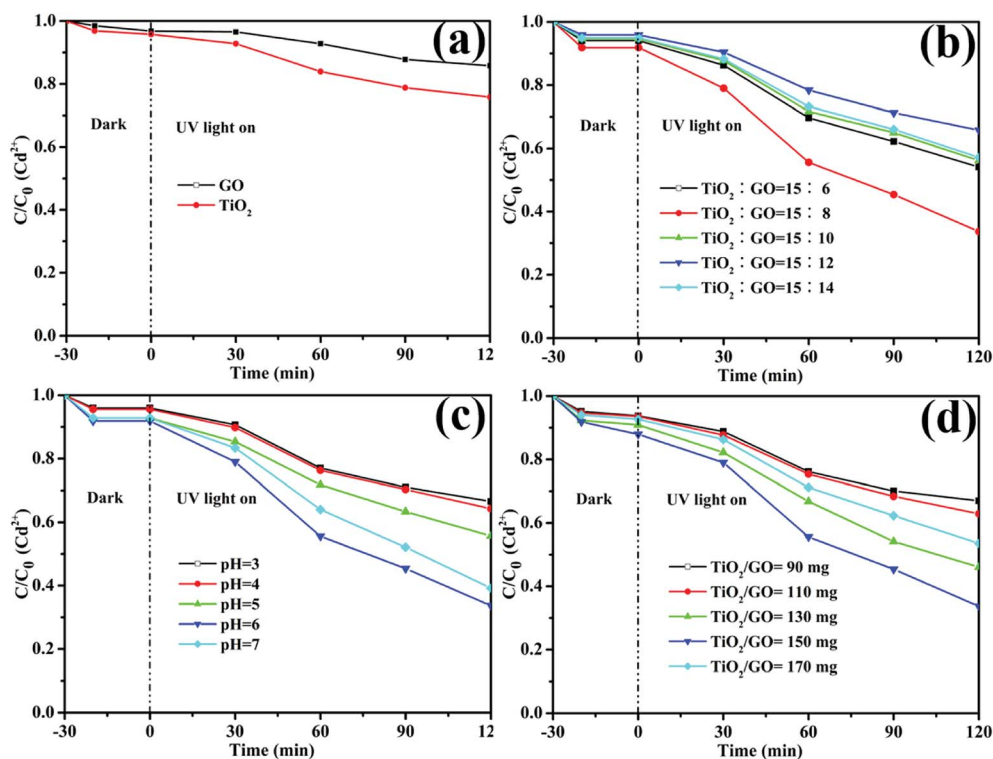 (a)
C/C₀ (Cd²⁺)
1.0
0.8
0.6
0.4
0.2
0.0
Dark
UV light on
GO
TiO₂
-30 0 30 60 90 12
Time (min)
(b)
C/C₀ (Cd²⁺)
1.0
0.8
0.6
0.4
0.2
0.0
Dark
UV light on
TiO₂:GO=15:6
TiO₂:GO=15:8
TiO₂:GO=15:10
TiO₂:GO=15:12
TiO₂:GO=15:14
-30 0 30 60 90 120
Time (min)
(c)
C/C₀ (Cd²⁺)
1.0
0.8
0.6
0.4
0.2
0.0
Dark
UV light on
pH=3
pH=4
pH=5
pH=6
pH=7
-30 0 30 60 90 12
Time (min)
(d)
C/C₀ (Cd²⁺)
1.0
0.8
0.6
0.4
0.2
0.0
Dark
UV light on
TiO₂/GO= 90 mg
TiO₂/GO= 110 mg
TiO₂/GO= 130 mg
TiO₂/GO= 150 mg
TiO₂/GO= 170 mg
-30 0 30 60 90 120
Time (min)